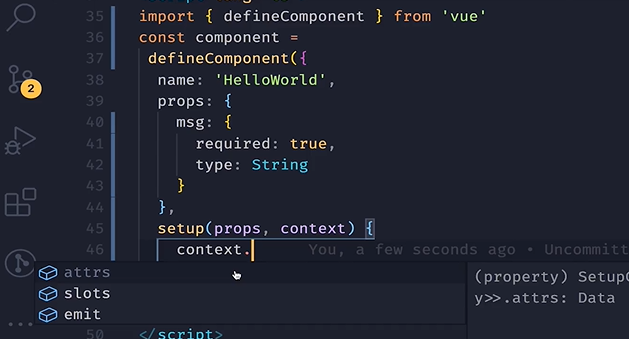 35 import { defineComponent } from 'vue'
36 const component =
37 defineComponent({
38 name: 'HelloWorld',
39 props: {
40 msg: {
41 required: true,
42 type: String
43 }
44 },
45 setup(props, context) {
46 context. You, a few seconds ago • Uncommitt
2
attrs
slots
emit
(property) Setup
y>>.attrs: Data
50 </script>